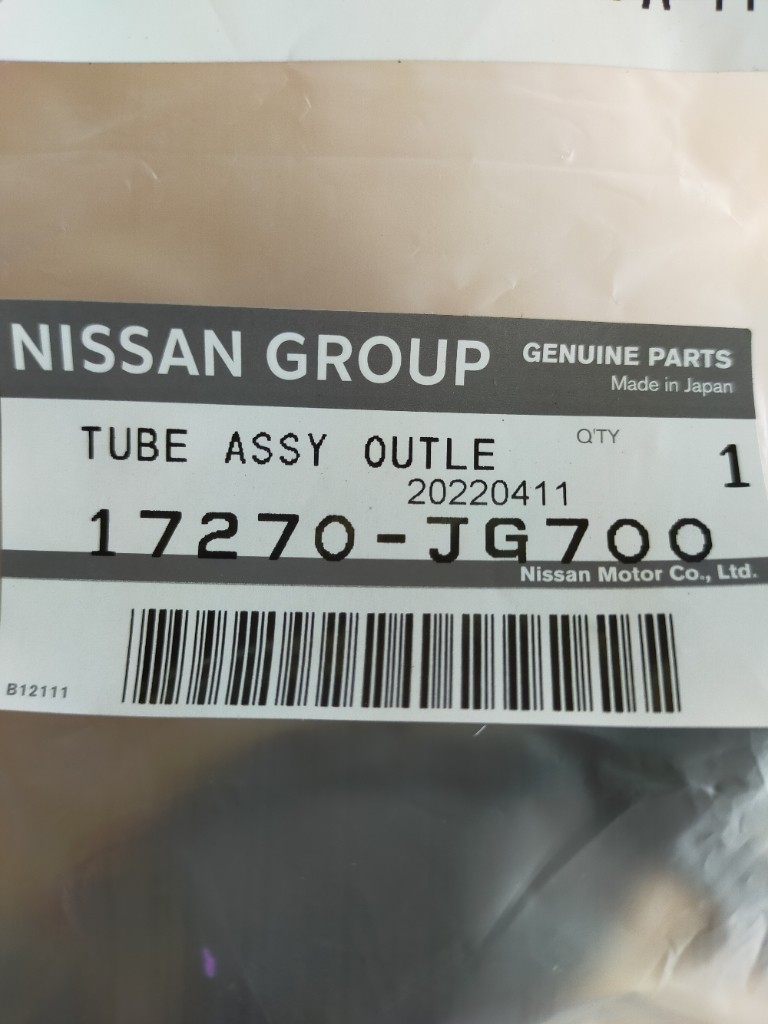 NISSAN GROUP
GENUINE PARTS
Made in Japan
TUBE ASSY OUTLE
Q'TY
1
20220411
17270-JG700
Nissan Motor Co., Ltd.
B12111